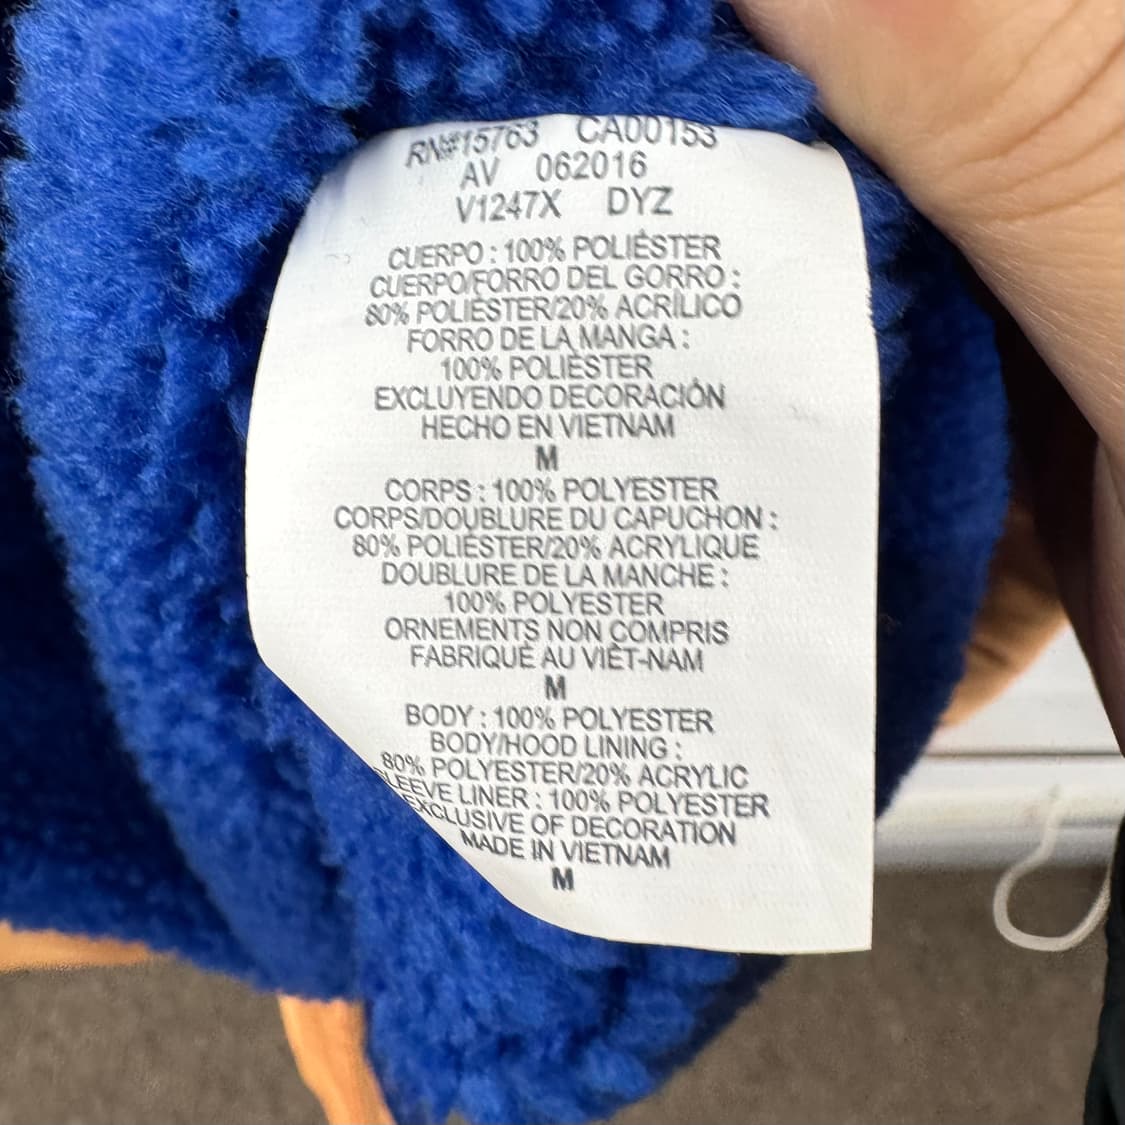 RN#15763 CA00153
AV 062016
V1247X DYZ
CUERPO : 100% POLIÉSTER
CUERPO/FORRO DEL GORRO :
80% POLIÉSTER/20% ACRÍLICO
FORRO DE LA MANGA :
100% POLIÉSTER
EXCLUYENDO DECORACIÓN
HECHO EN VIETNAM
M
CORPS : 100% POLYESTER
CORPS/DOUBLURE DU CAPUCHON :
80% POLIÉSTER/20% ACRYLIQUE
DOUBLURE DE LA MANCHE :
100% POLYESTER
ORNEMENTS NON COMPRIS
FABRIQUÉ AU VIÊT-NAM
M
BODY : 100% POLYESTER
BODY/HOOD LINING :
80% POLYESTER/20% ACRYLIC
SLEEVE LINER : 100% POLYESTER
EXCLUSIVE OF DECORATION
MADE IN VIETNAM
M